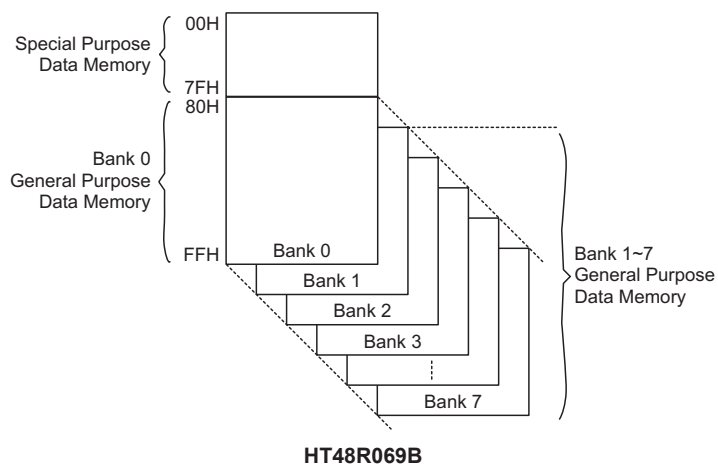 00H
Special Purpose
Data Memory
7FH
80H
Bank 0
General Purpose
Data Memory
FFH
Bank 0
Bank 1
Bank 2
Bank 3
Bank 7
Bank 1~7
General Purpose
Data Memory
HT48R069B